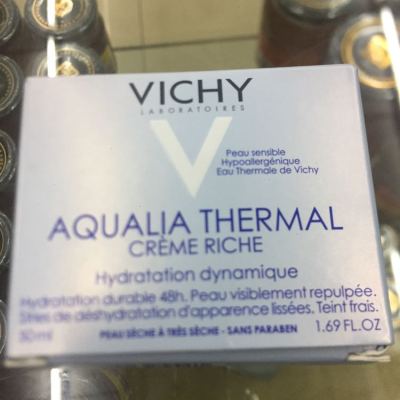 VICHY
LABORATOIRES
Peau sensible
Hypoallergénique
Eau Thermale de Vichy
AQUALIA THERMAL
CRÈME RICHE
Hydratation dynamique
Hydratation durable 48h. Peau visiblement repulpée.
Stries de déshydratation d'apparence lissées. Teint frais.
50ml
PEAU SÈCHE À TRÈS SÈCHE - SANS PARABEN
1.69 FL.OZ